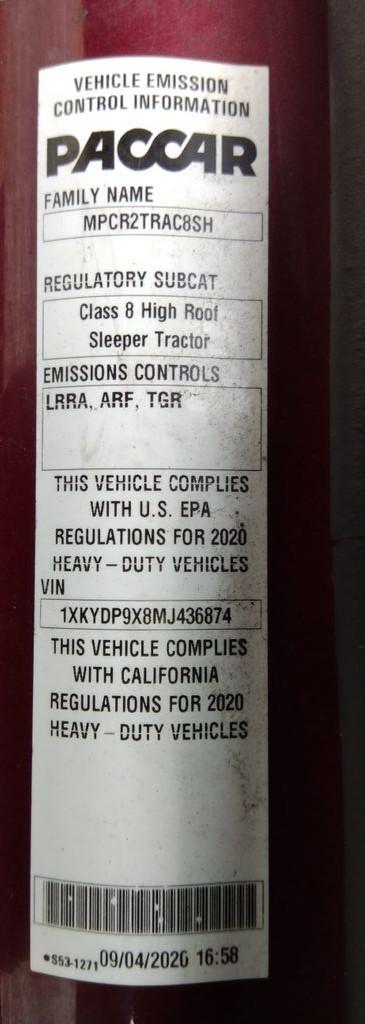 VEHICLE EMISSION
CONTROL INFORMATION
PACCAR
FAMILY NAME
MPCR2TRAC8SH
REGULATORY SUBCAT
Class 8 High Roof
Sleeper Tractor
EMISSIONS CONTROLS
LRRA, ARF, TGR
THIS VEHICLE COMPLIES
WITH U.S. EPA
REGULATIONS FOR 2020
HEAVY-DUTY VEHICLES
VIN
1XKYDP9X8MJ436874
THIS VEHICLE COMPLIES
WITH CALIFORNIA
REGULATIONS FOR 2020
HEAVY-DUTY VEHICLES
S53-1271 09/04/2020 16:58